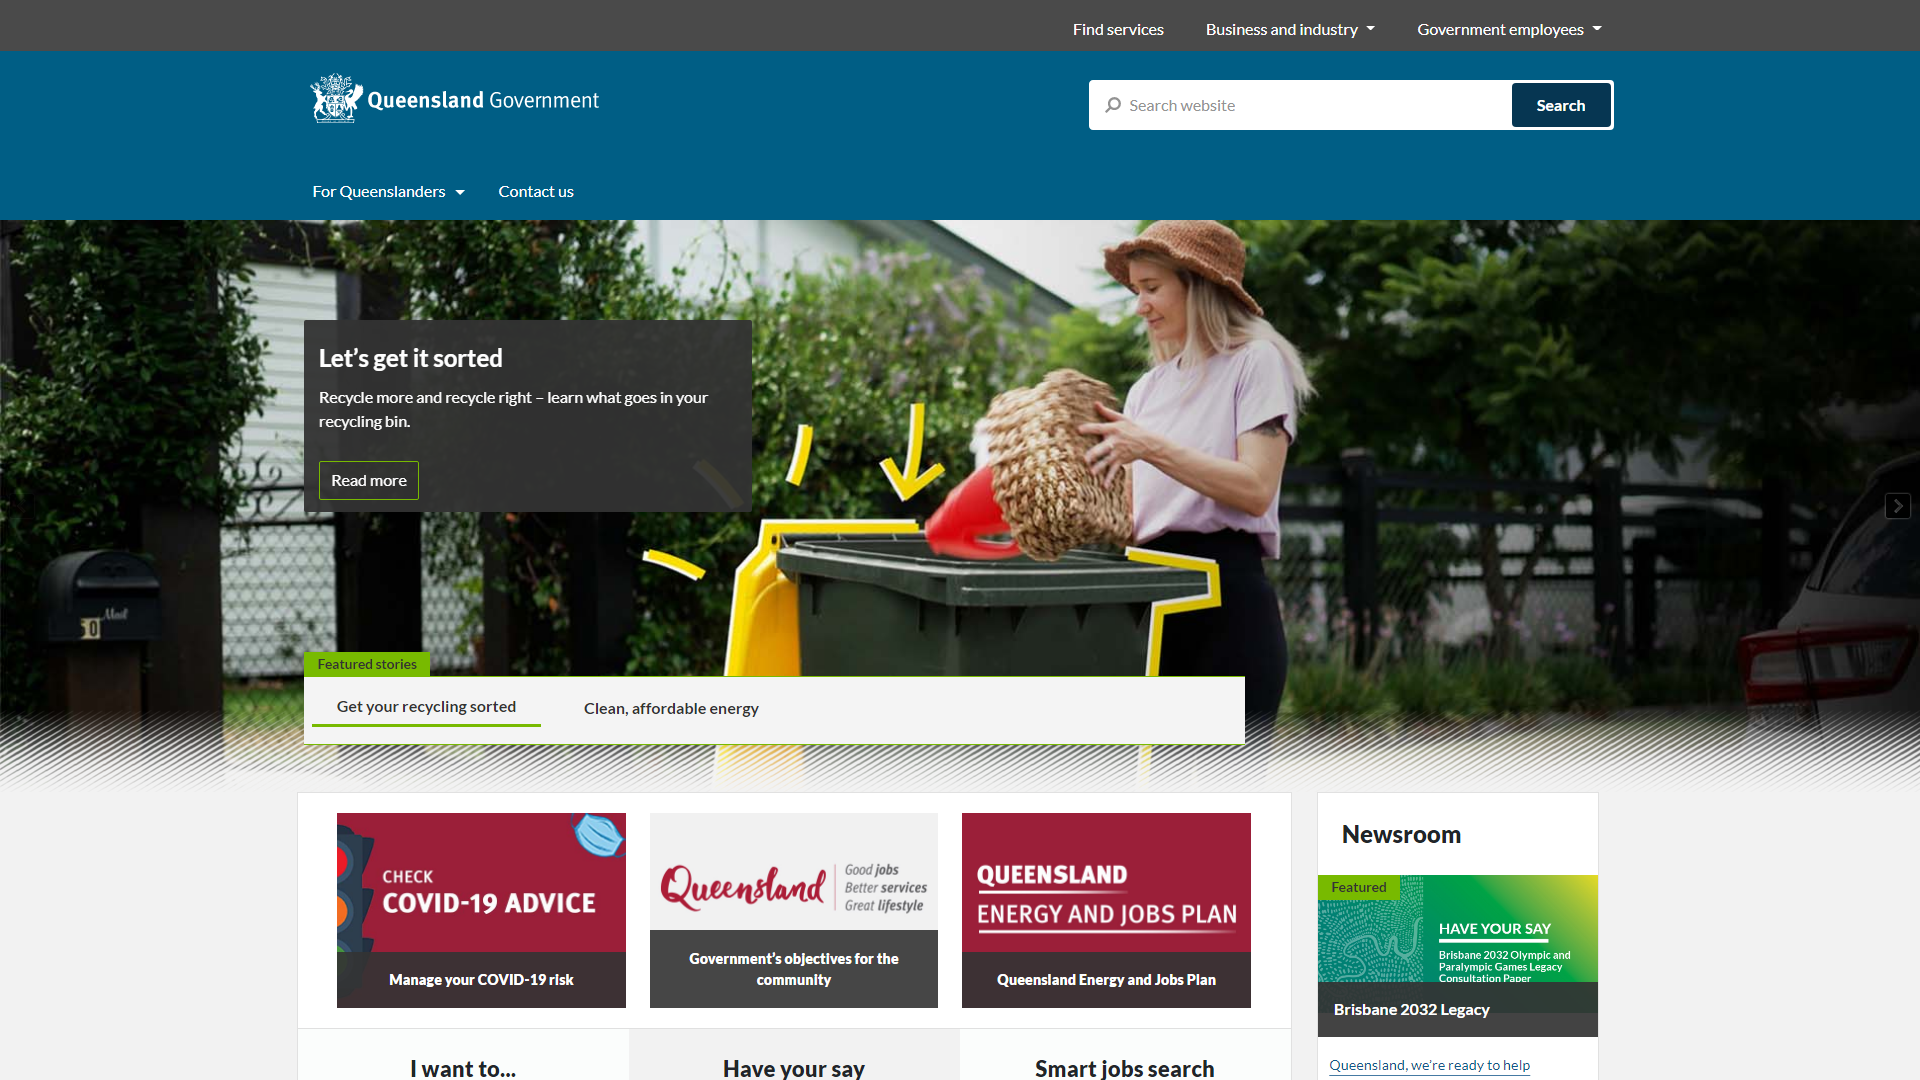 Find services
Business and industry
Government employees
Queensland Government
Search website
Search
For Queenslanders
Contact us
Let's get it sorted
Recycle more and recycle right – learn what goes in your
recycling bin.
Read more
Mail
50
Featured stories
Get your recycling sorted
Clean, affordable energy
CHECK
COVID-19 ADVICE
Manage your COVID-19 risk
Queensland
Good jobs
Better services
Great lifestyle
Government's objectives for the
community
QUEENSLAND
ENERGY AND JOBS PLAN
Queensland Energy and Jobs Plan
Newsroom
Featured
HAVE YOUR SAY
Brisbane 2032 Olympic and
Paralympic Games Legacy
Consultation Paper
Brisbane 2032 Legacy
Queensland, we're ready to help
I want to...
Have your say
Smart jobs search